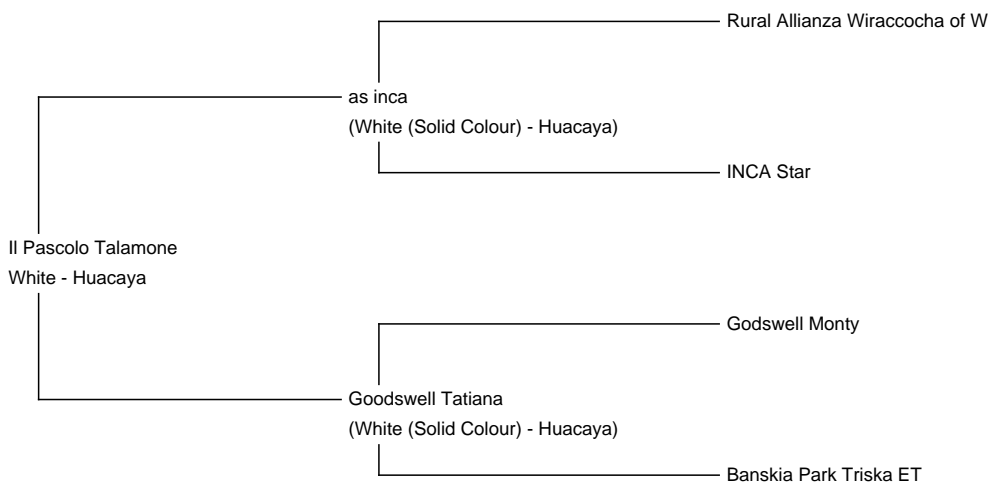 Rural Allianza Wiraccocha of W
as inca
(White (Solid Colour) - Huacaya)
INCA Star
Il Pascolo Talamone
White - Huacaya
Godswell Monty
Goodswell Tatiana
(White (Solid Colour) - Huacaya)
Banskia Park Triska ET